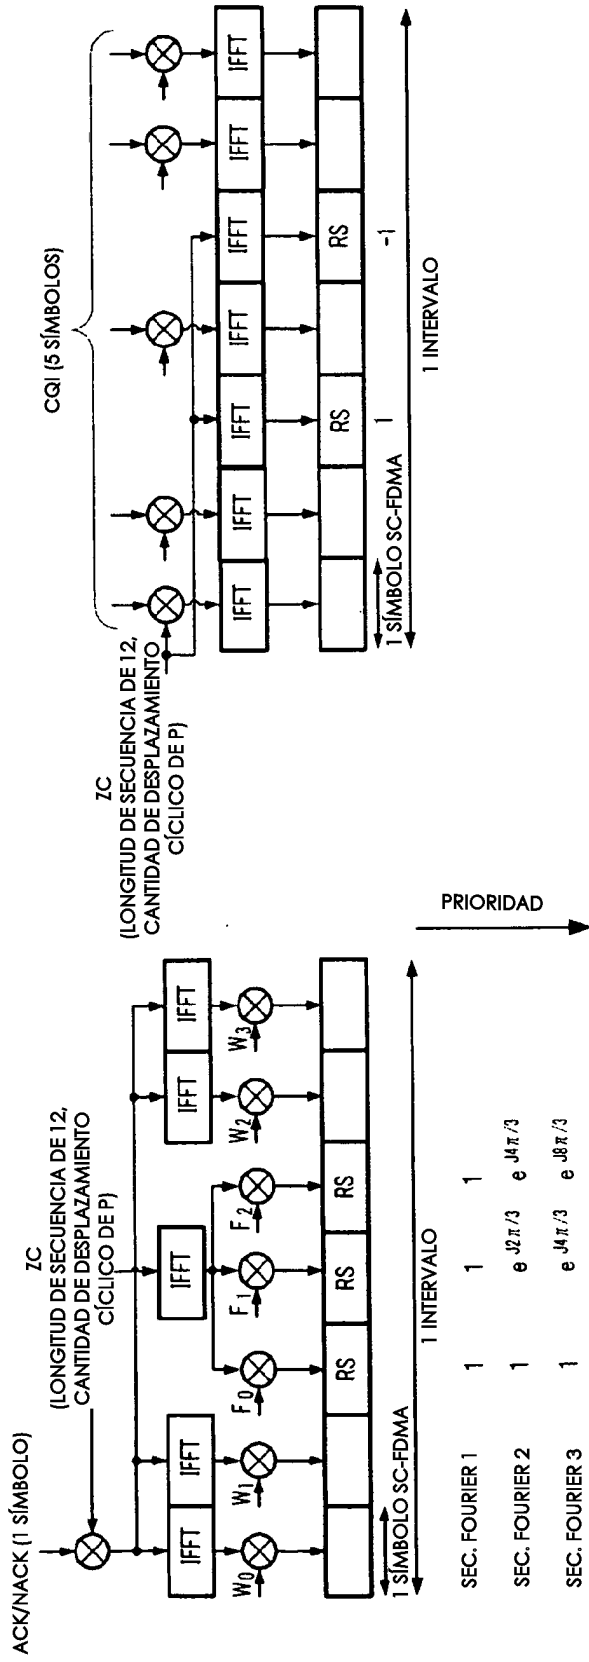 ACK/NACK (1 SÍMBOLO)
ZC
(LONGITUD DE SECUENCIA DE 12,
CANTIDAD DE DESPLAZAMIENTO
CÍCLICO DE P)
IFFT
IFFT
IFFT
IFFT
IFFT
W0
W1
F0
F1
F2
W2
W3
RS
RS
RS
1 SÍMBOLO SC-FDMA
1 INTERVALO
SEC. FOURIER 1 1 1 1
SEC. FOURIER 2 1 e J2π/3 e J4π/3
SEC. FOURIER 3 1 e J4π/3 e J8π/3
PRIORIDAD
CQI (5 SÍMBOLOS)
ZC
(LONGITUD DE SECUENCIA DE 12,
CANTIDAD DE DESPLAZAMIENTO
CÍCLICO DE P)
IFFT
IFFT
IFFT
IFFT
IFFT
IFFT
IFFT
RS
RS
1 -1
1 SÍMBOLO SC-FDMA
1 INTERVALO